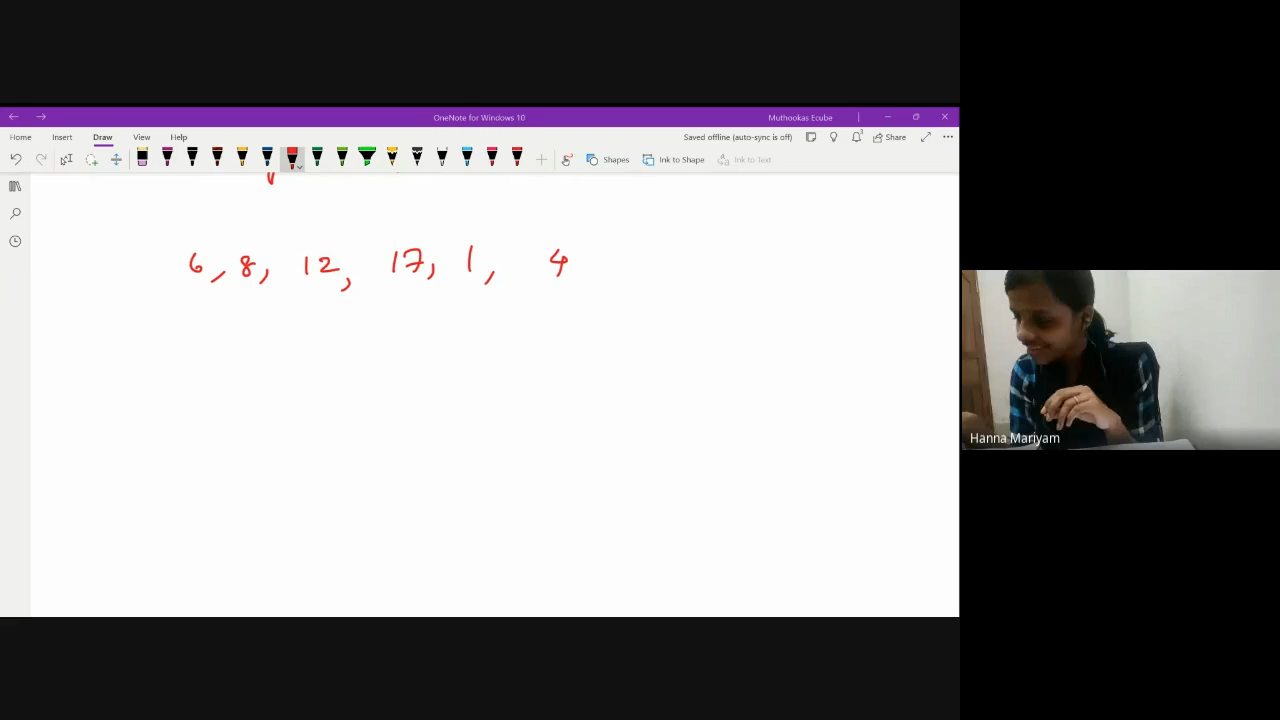 OneNote for Windows 10
Muthookas Ecube
Home Insert Draw View Help
Saved offline (auto-sync is off)
Share
Shapes
Ink to Shape
Ink to Text
6, 8, 12, 17, 1, 4
Hanna Mariyam